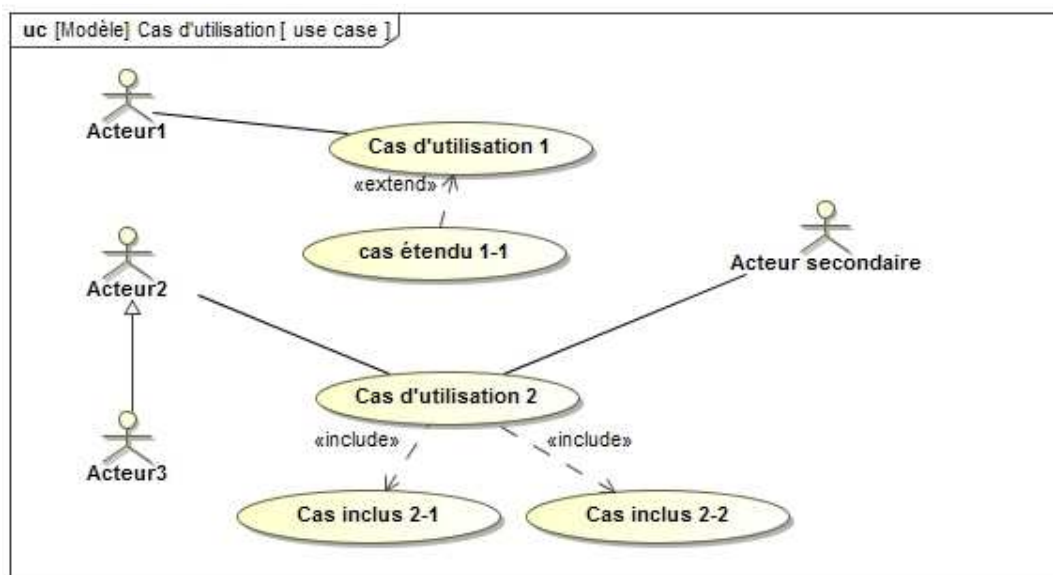 uc [Modèle] Cas d'utilisation [ use case ]
Acteur1
Cas d'utilisation 1
«extend»
cas étendu 1-1
Acteur secondaire
Acteur2
Cas d'utilisation 2
«include»
«include»
Acteur3
Cas inclus 2-1
Cas inclus 2-2